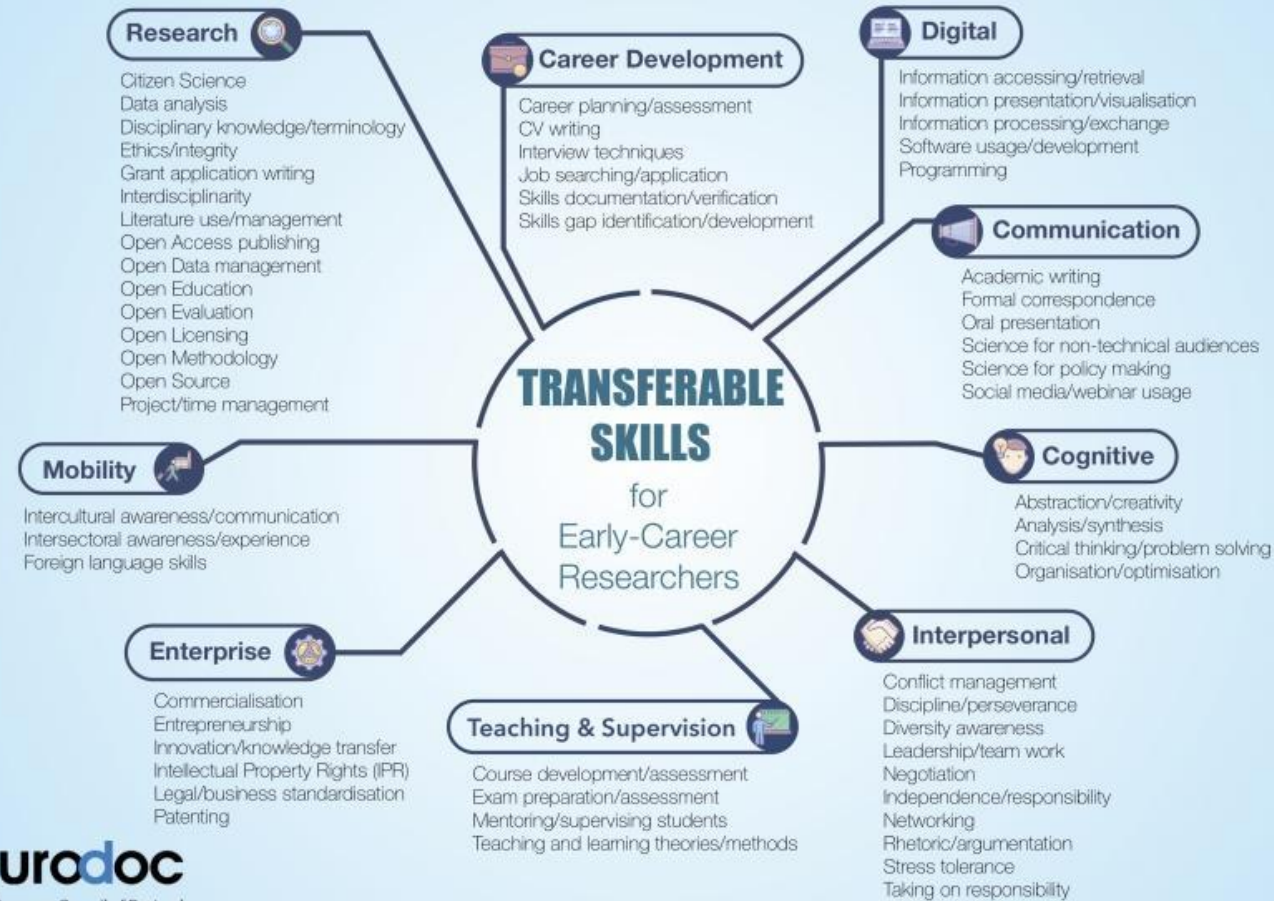 Research
Citizen Science
Data analysis
Disciplinary knowledge/terminology
Ethics/integrity
Grant application writing
Interdisciplinarity
Literature use/management
Open Access publishing
Open Data management
Open Education
Open Evaluation
Open Licensing
Open Methodology
Open Source
Project/time management
Career Development
Career planning/assessment
CV writing
Interview techniques
Job searching/application
Skills documentation/verification
Skills gap identification/development
Digital
Information accessing/retrieval
Information presentation/visualisation
Information processing/exchange
Software usage/development
Programming
Communication
Academic writing
Formal correspondence
Oral presentation
Science for non-technical audiences
Science for policy making
Social media/webinar usage
TRANSFERABLE
SKILLS
for
Early-Career
Researchers
Mobility
Intercultural awareness/communication
Intersectoral awareness/experience
Foreign language skills
Cognitive
Abstraction/creativity
Analysis/synthesis
Critical thinking/problem solving
Organisation/optimisation
Enterprise
Commercialisation
Entrepreneurship
Innovation/knowledge transfer
Intellectual Property Rights (IPR)
Legal/business standardisation
Patenting
Teaching & Supervision
Course development/assessment
Exam preparation/assessment
Mentoring/supervising students
Teaching and learning theories/methods
Interpersonal
Conflict management
Discipline/perseverance
Diversity awareness
Leadership/team work
Negotiation
Independence/responsibility
Networking
Rhetoric/argumentation
Stress tolerance
Taking on responsibility
urodoc